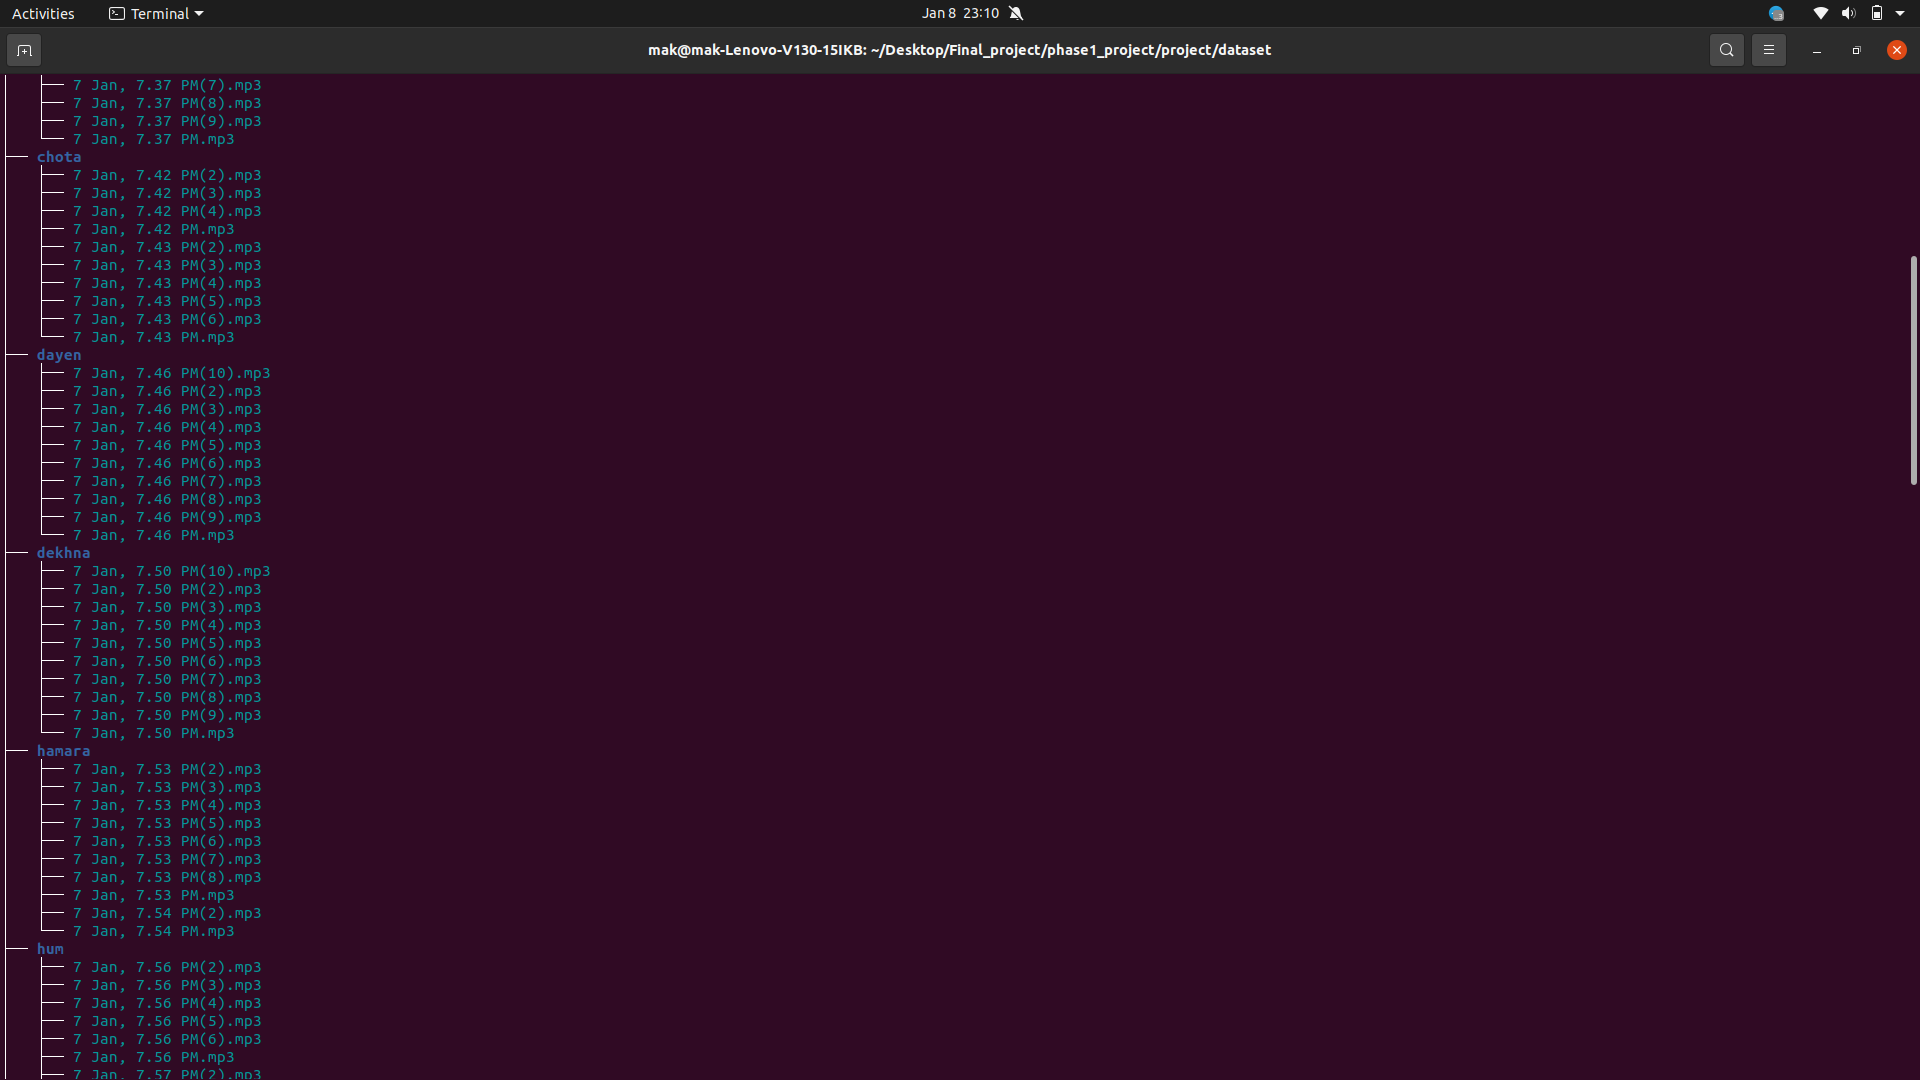 Activities Terminal Jan 8 23:10
mak@mak-Lenovo-V130-15IKB: ~/Desktop/Final_project/phase1_project/project/dataset
7 Jan, 7.37 PM(7).mp3
7 Jan, 7.37 PM(8).mp3
7 Jan, 7.37 PM(9).mp3
7 Jan, 7.37 PM.mp3
chota
7 Jan, 7.42 PM(2).mp3
7 Jan, 7.42 PM(3).mp3
7 Jan, 7.42 PM(4).mp3
7 Jan, 7.42 PM.mp3
7 Jan, 7.43 PM(2).mp3
7 Jan, 7.43 PM(3).mp3
7 Jan, 7.43 PM(4).mp3
7 Jan, 7.43 PM(5).mp3
7 Jan, 7.43 PM(6).mp3
7 Jan, 7.43 PM.mp3
dayen
7 Jan, 7.46 PM(10).mp3
7 Jan, 7.46 PM(2).mp3
7 Jan, 7.46 PM(3).mp3
7 Jan, 7.46 PM(4).mp3
7 Jan, 7.46 PM(5).mp3
7 Jan, 7.46 PM(6).mp3
7 Jan, 7.46 PM(7).mp3
7 Jan, 7.46 PM(8).mp3
7 Jan, 7.46 PM(9).mp3
7 Jan, 7.46 PM.mp3
dekhna
7 Jan, 7.50 PM(10).mp3
7 Jan, 7.50 PM(2).mp3
7 Jan, 7.50 PM(3).mp3
7 Jan, 7.50 PM(4).mp3
7 Jan, 7.50 PM(5).mp3
7 Jan, 7.50 PM(6).mp3
7 Jan, 7.50 PM(7).mp3
7 Jan, 7.50 PM(8).mp3
7 Jan, 7.50 PM(9).mp3
7 Jan, 7.50 PM.mp3
hamara
7 Jan, 7.53 PM(2).mp3
7 Jan, 7.53 PM(3).mp3
7 Jan, 7.53 PM(4).mp3
7 Jan, 7.53 PM(5).mp3
7 Jan, 7.53 PM(6).mp3
7 Jan, 7.53 PM(7).mp3
7 Jan, 7.53 PM(8).mp3
7 Jan, 7.53 PM.mp3
7 Jan, 7.54 PM(2).mp3
7 Jan, 7.54 PM.mp3
hum
7 Jan, 7.56 PM(2).mp3
7 Jan, 7.56 PM(3).mp3
7 Jan, 7.56 PM(4).mp3
7 Jan, 7.56 PM(5).mp3
7 Jan, 7.56 PM(6).mp3
7 Jan, 7.56 PM.mp3
7 Jan, 7.57 PM(2).mp3